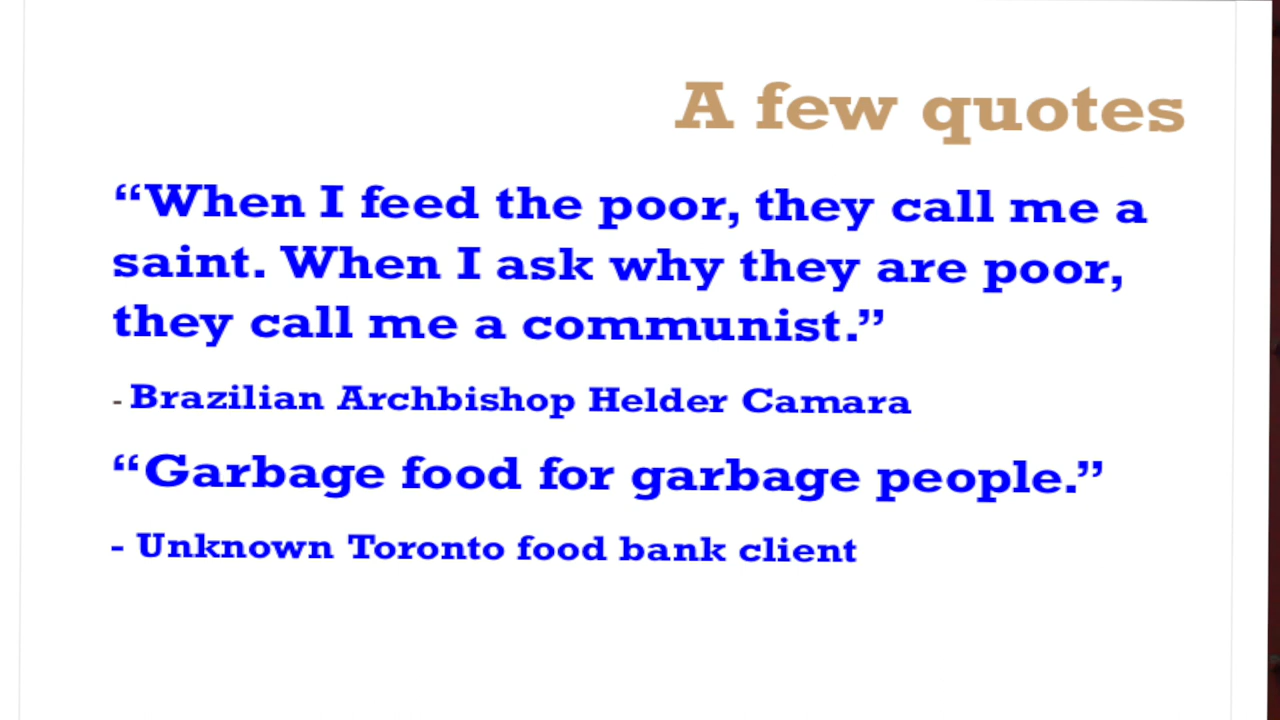 A few quotes
“When I feed the poor, they call me a
saint. When I ask why they are poor,
they call me a communist.”
- Brazilian Archbishop Helder Camara
“Garbage food for garbage people.”
- Unknown Toronto food bank client